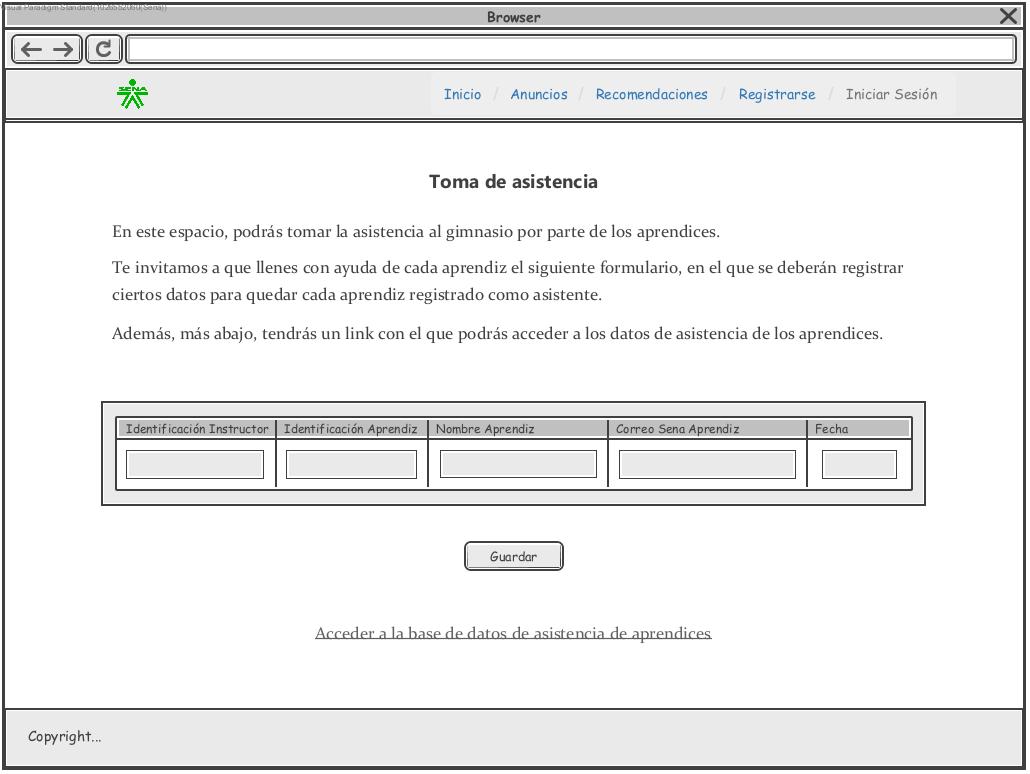 Visual Paradigm Standard(1026552060(Sena))
Browser
SENA
Inicio / Anuncios / Recomendaciones / Registrarse / Iniciar Sesión
Toma de asistencia
En este espacio, podrás tomar la asistencia al gimnasio por parte de los aprendices.
Te invitamos a que llenes con ayuda de cada aprendiz el siguiente formulario, en el que se deberán registrar
ciertos datos para quedar cada aprendiz registrado como asistente.
Además, más abajo, tendrás un link con el que podrás acceder a los datos de asistencia de los aprendices.
Identificación Instructor Identificación Aprendiz Nombre Aprendiz Correo Sena Aprendiz Fecha
Guardar
Acceder a la base de datos de asistencia de aprendices
Copyright...